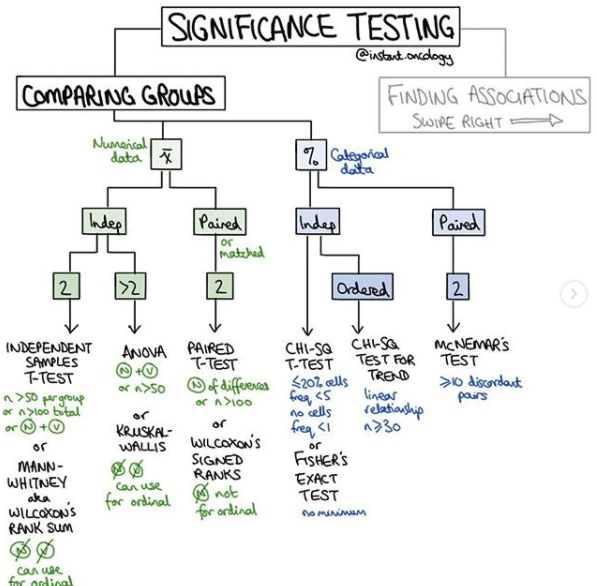 SIGNIFICANCE TESTING
@instant.oncology
COMPARING GROUPS
FINDING ASSOCIATIONS
SWIPE RIGHT
Numerical
data
x̄
%
Categorical
data
Indep
Paired
or
matched
Indep
Paired
2
>2
2
Ordered
2
INDEPENDENT
SAMPLES
T-TEST
n >50 per group
or n>100 total
or N + V
or
MANN-
WHITNEY
aka
WILCOXON'S
RANK SUM
N V
can use
for ordinal
ANOVA
N + V
or n>50
or
KRUSKAL-
WALLIS
N V
can use
for ordinal
PAIRED
T-TEST
N of differences
or n>100
or
WILCOXON'S
SIGNED
RANKS
N not
for ordinal
CHI-SQ
T-TEST
≤20% cells
freq <5
no cells
freq <1
or
FISHER'S
EXACT
TEST
no minimum
CHI-SQ
TEST FOR
TREND
linear
relationship
n≥30
MCNEMAR'S
TEST
≥10 discordant
pairs